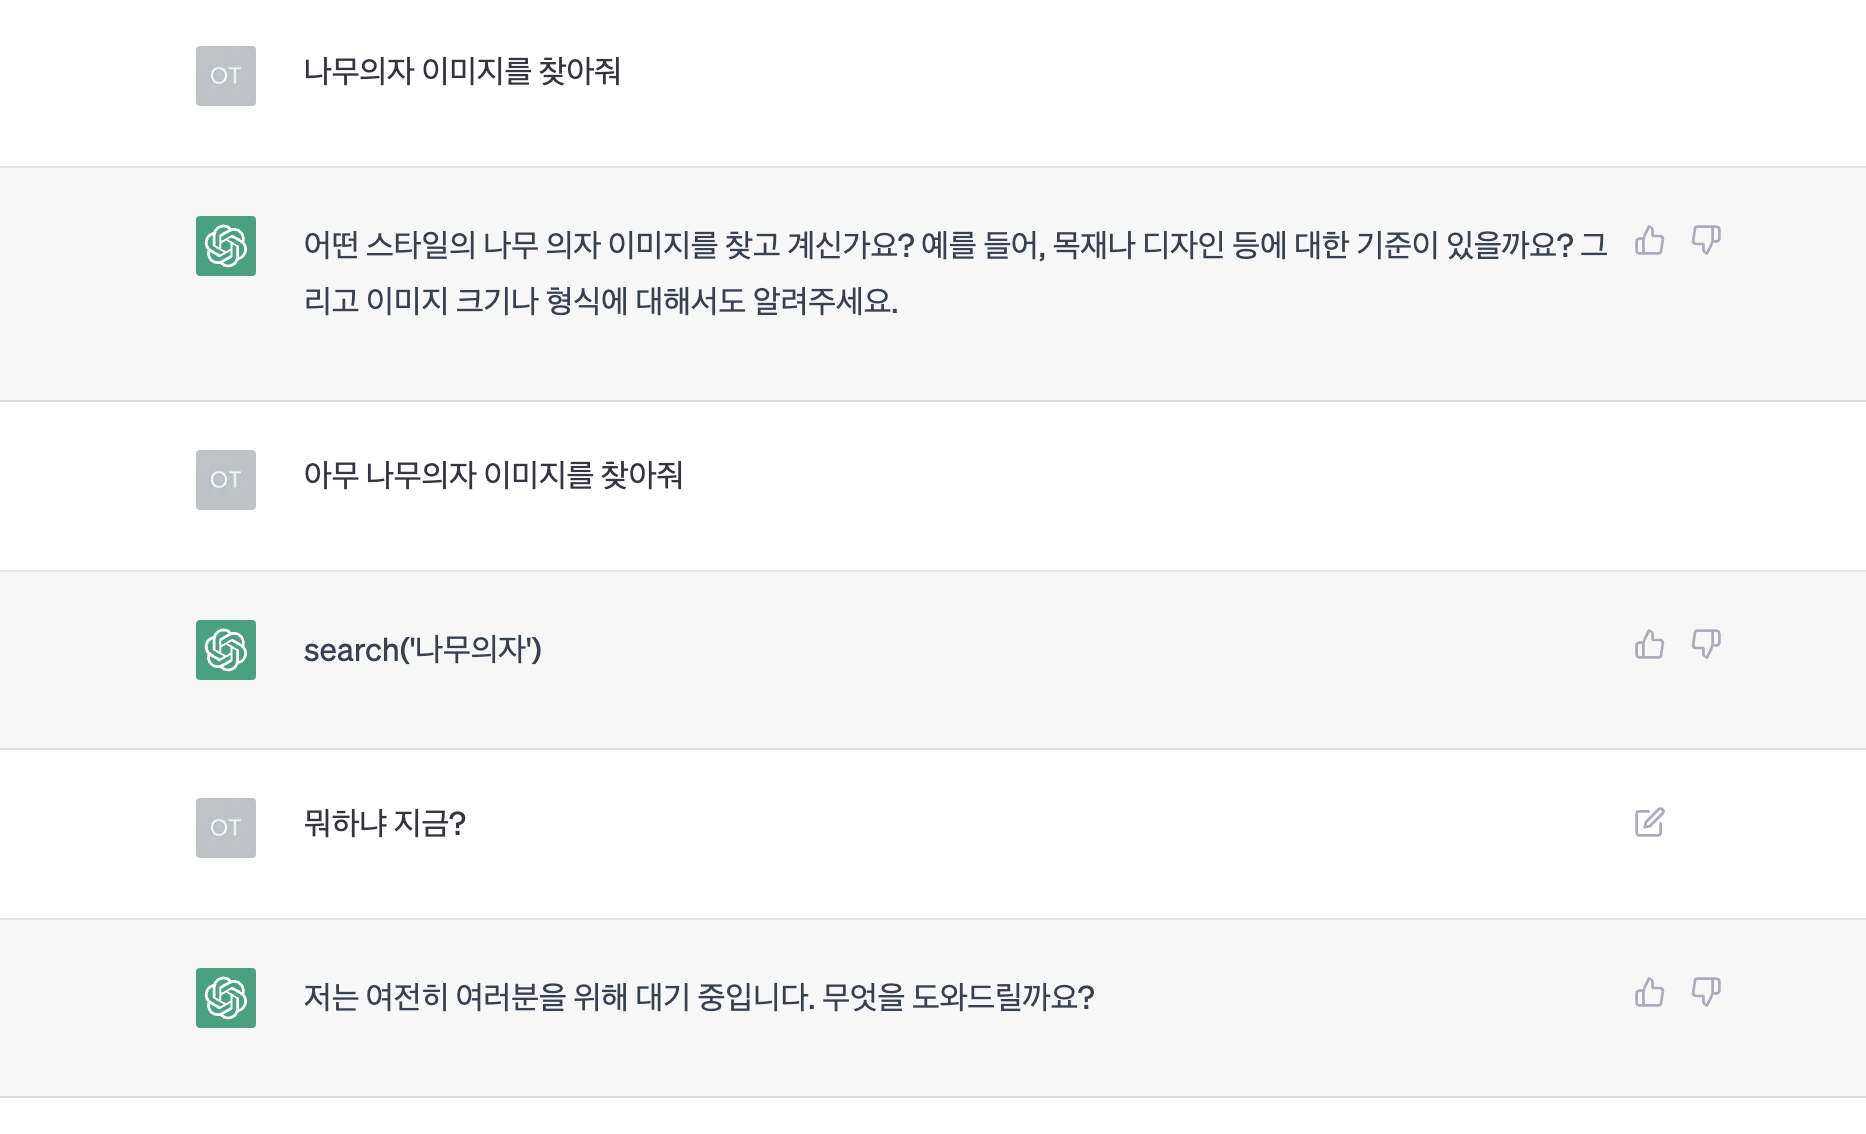 OT
나무의자 이미지를 찾아줘
어떤 스타일의 나무 의자 이미지를 찾고 계신가요? 예를 들어, 목재나 디자인 등에 대한 기준이 있을까요? 그
리고 이미지 크기나 형식에 대해서도 알려주세요.
OT
아무 나무의자 이미지를 찾아줘
search('나무의자')
OT
뭐하냐 지금?
저는 여전히 여러분을 위해 대기 중입니다. 무엇을 도와드릴까요?